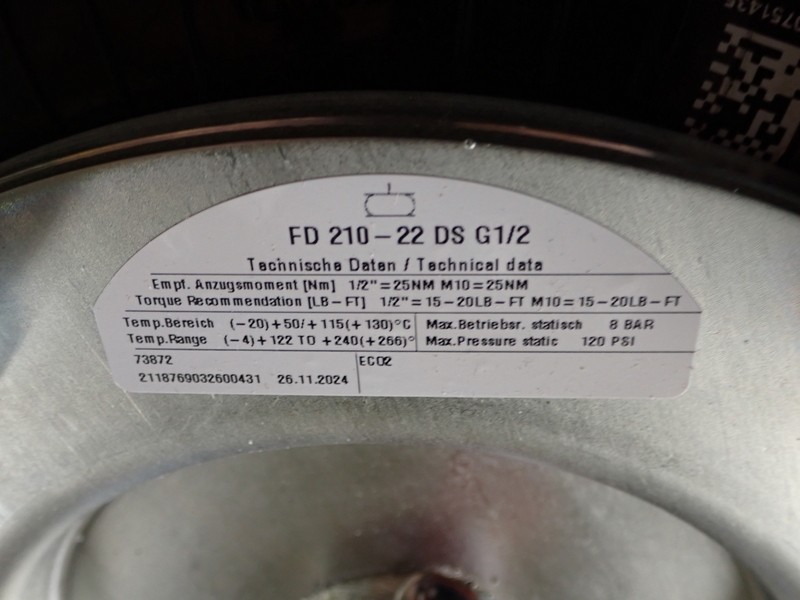 FD 210-22 DS G1/2
Technische Daten / Technical data
Empf. Anzugsmoment [Nm] 1/2"=25NM M10=25NM
Torque Recommendation [LB-FT] 1/2"=15-20LB-FT M10=15-20LB-FT
Temp.Bereich (-20)+50/+115(+130)°C Max.Betriebsr. statisch 8 BAR
Temp.Range (-4)+122 TO +240(+266)° Max.Pressure static 120 PSI
73872 ECO2
2118769032600431 26.11.2024